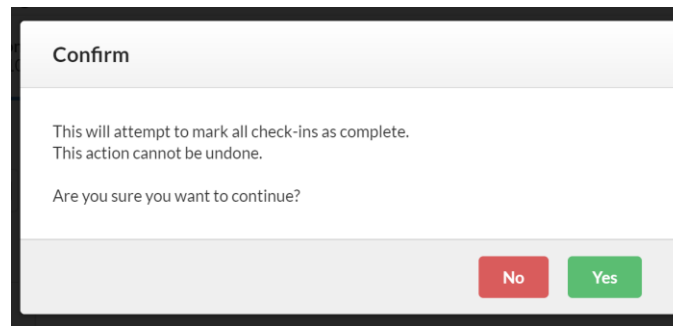 Confirm
This will attempt to mark all check-ins as complete.
This action cannot be undone.
Are you sure you want to continue?
No Yes